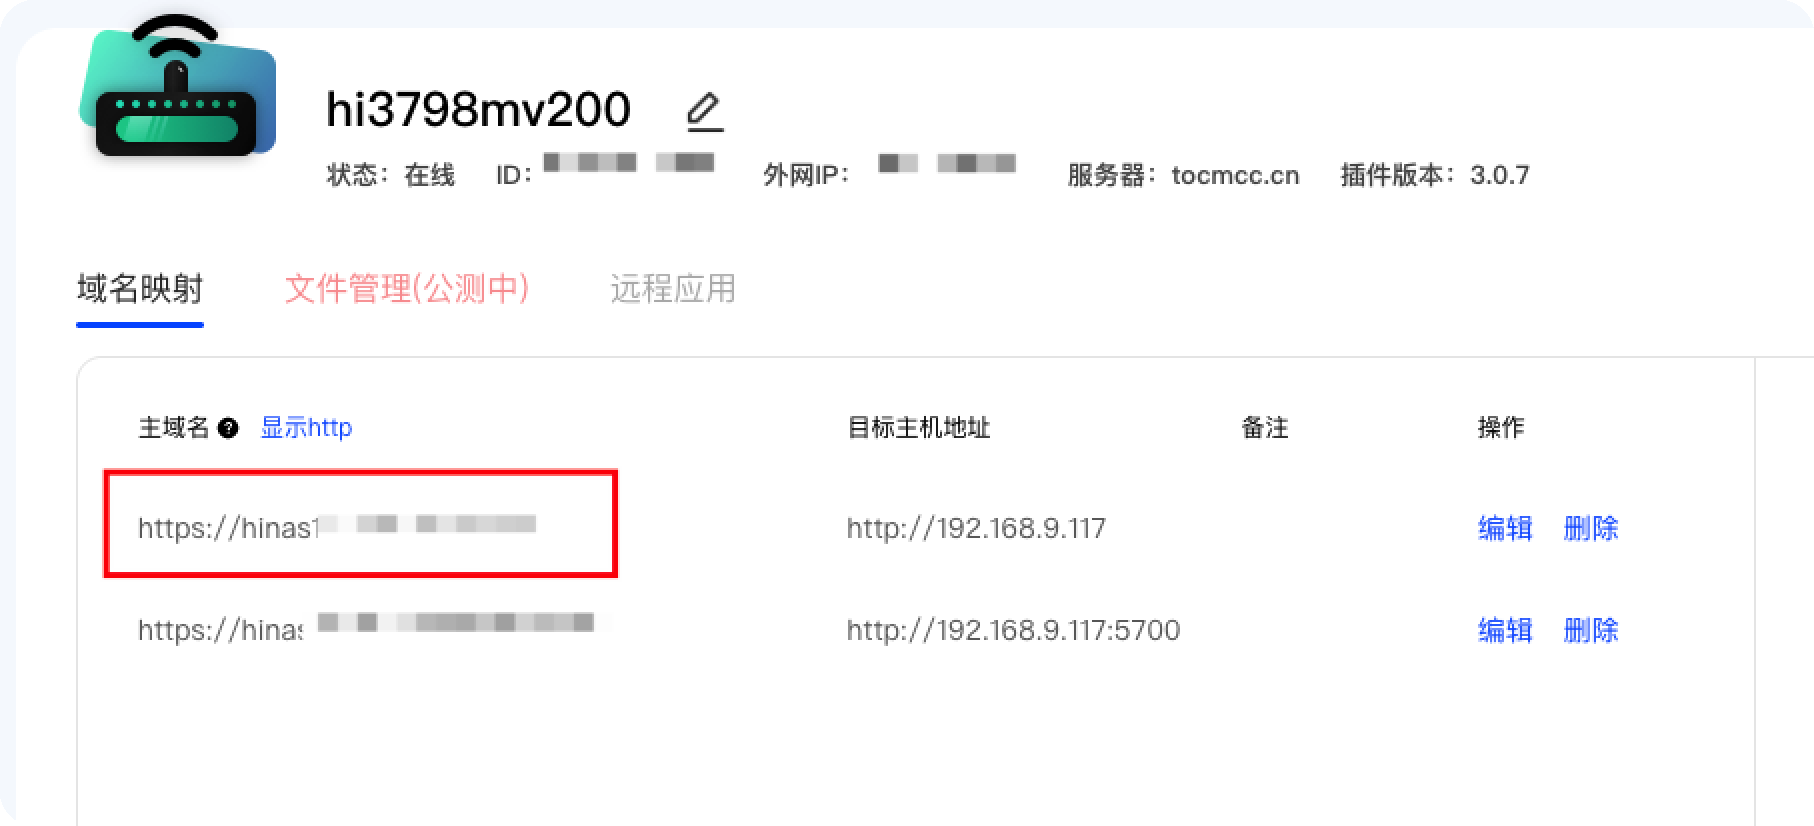 hi3798mv200
状态：在线 ID： 外网IP： 服务器：tocmcc.cn 插件版本：3.0.7
域名映射 文件管理(公测中) 远程应用
主域名 ? 显示http 目标主机地址 备注 操作
https://hinas1 http://192.168.9.117 编辑 删除
https://hinas http://192.168.9.117:5700 编辑 删除